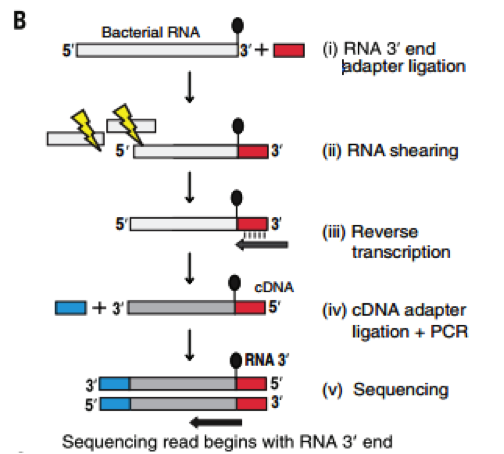 B
Bacterial RNA
5′ 3′ + (i) RNA 3′ end
adapter ligation
5′ 3′ (ii) RNA shearing
5′ 3′
(iii) Reverse
transcription
cDNA
+ 3′ 5′ (iv) cDNA adapter
ligation + PCR
RNA 3′
3′ 5′
5′ 3′
(v) Sequencing
Sequencing read begins with RNA 3′ end